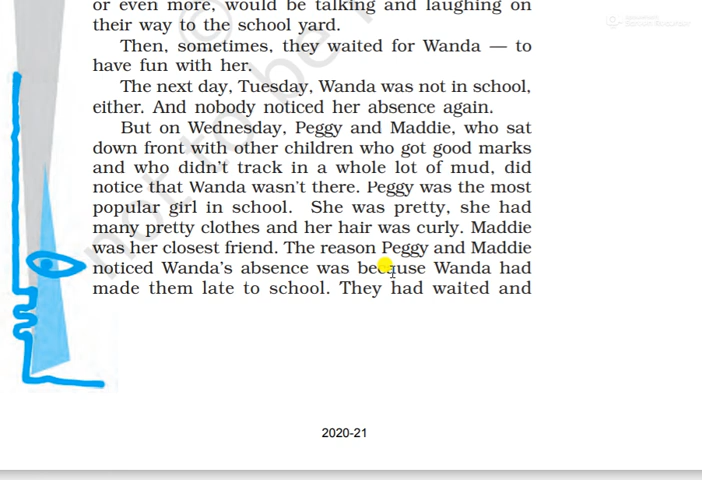 or even more, would be talking and laughing on
their way to the school yard.
Then, sometimes, they waited for Wanda — to
have fun with her.
The next day, Tuesday, Wanda was not in school,
either. And nobody noticed her absence again.
But on Wednesday, Peggy and Maddie, who sat
down front with other children who got good marks
and who didn't track in a whole lot of mud, did
notice that Wanda wasn't there. Peggy was the most
popular girl in school. She was pretty, she had
many pretty clothes and her hair was curly. Maddie
was her closest friend. The reason Peggy and Maddie
noticed Wanda's absence was because Wanda had
made them late to school. They had waited and
©
not to be
2020-21